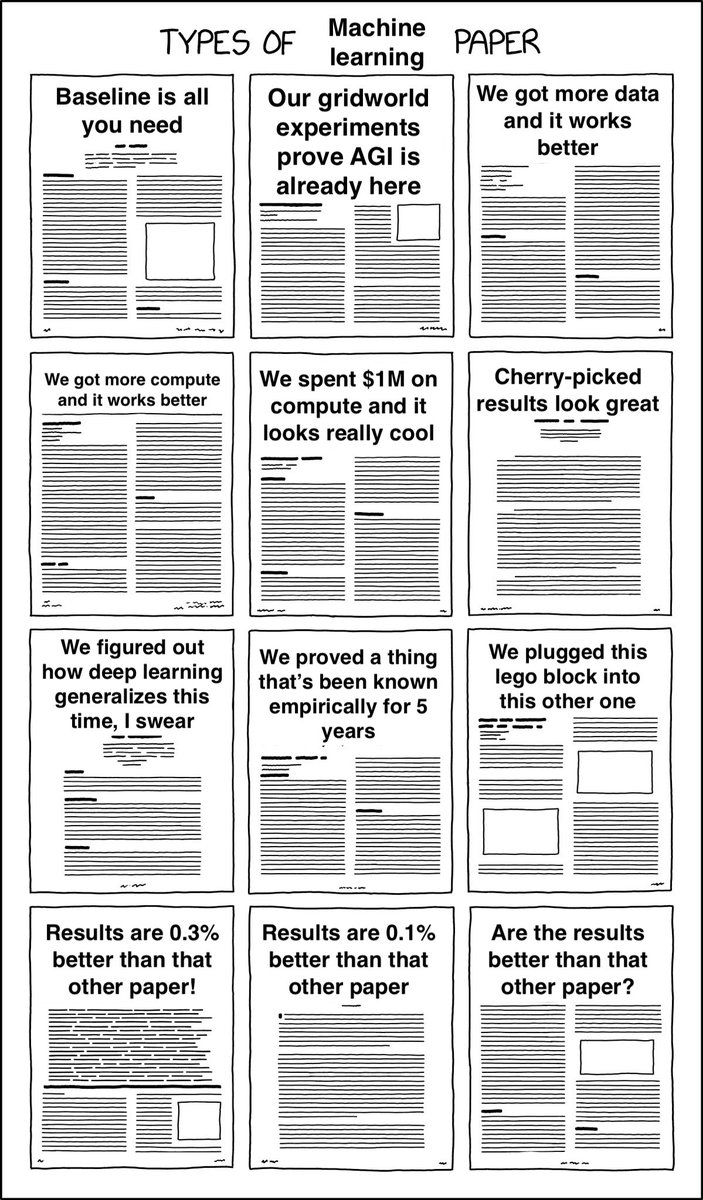 TYPES OF Machine learning PAPER
Baseline is all
you need
Our gridworld
experiments
prove AGI is
already here
We got more data
and it works
better
We got more compute
and it works better
We spent $1M on
compute and it
looks really cool
Cherry-picked
results look great
We figured out
how deep learning
generalizes this
time, I swear
We proved a thing
that’s been known
empirically for 5
years
We plugged this
lego block into
this other one
Results are 0.3%
better than that
other paper!
Results are 0.1%
better than that
other paper
Are the results
better than that
other paper?